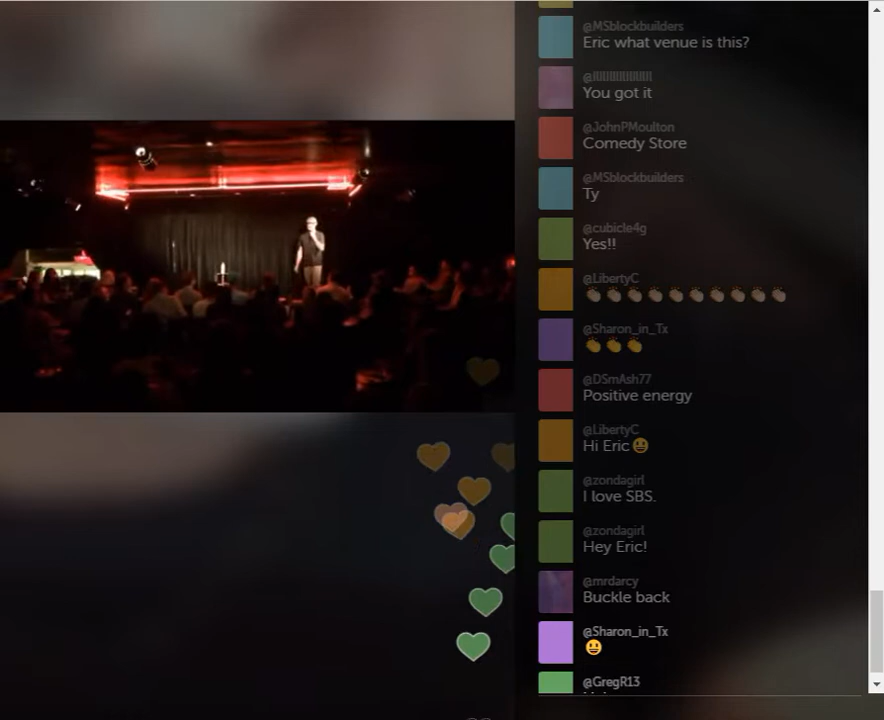 @MSblockbuilders
Eric what venue is this?
You got it
@JohnPMoulton
Comedy Store
@MSblockbuilders
Ty
@cubicle4g
Yes!!
@LibertyC
👏👏👏👏👏👏👏👏👏👏
@Sharon_in_Tx
👏👏👏
@DSmAsh77
Positive energy
@LibertyC
Hi Eric😃
@zondagirl
I love SBS.
@zondagirl
Hey Eric!
@mrdarcy
Buckle back
@Sharon_in_Tx
😃
@GregR13